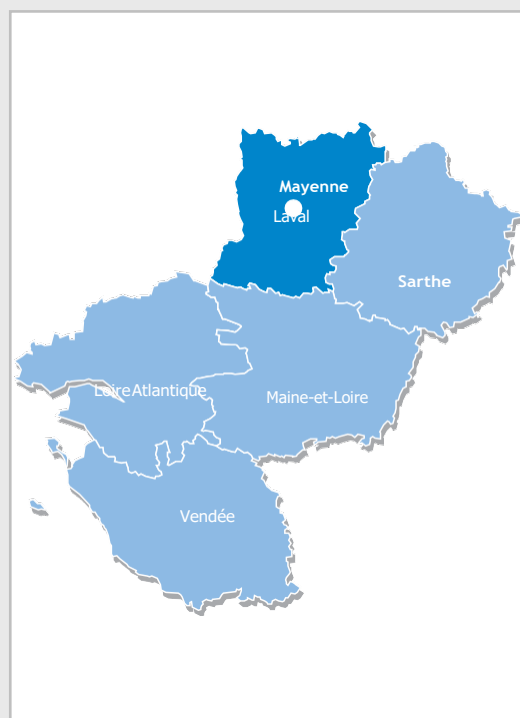 Mayenne
Laval
Sarthe
Loire Atlantique
Maine-et-Loire
Vendée